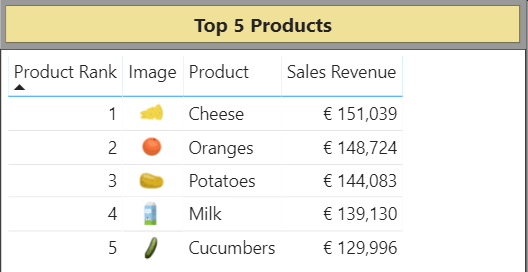 Top 5 Products
Product Rank Image Product Sales Revenue
1 Cheese € 151,039
2 Oranges € 148,724
3 Potatoes € 144,083
4 Milk € 139,130
5 Cucumbers € 129,996